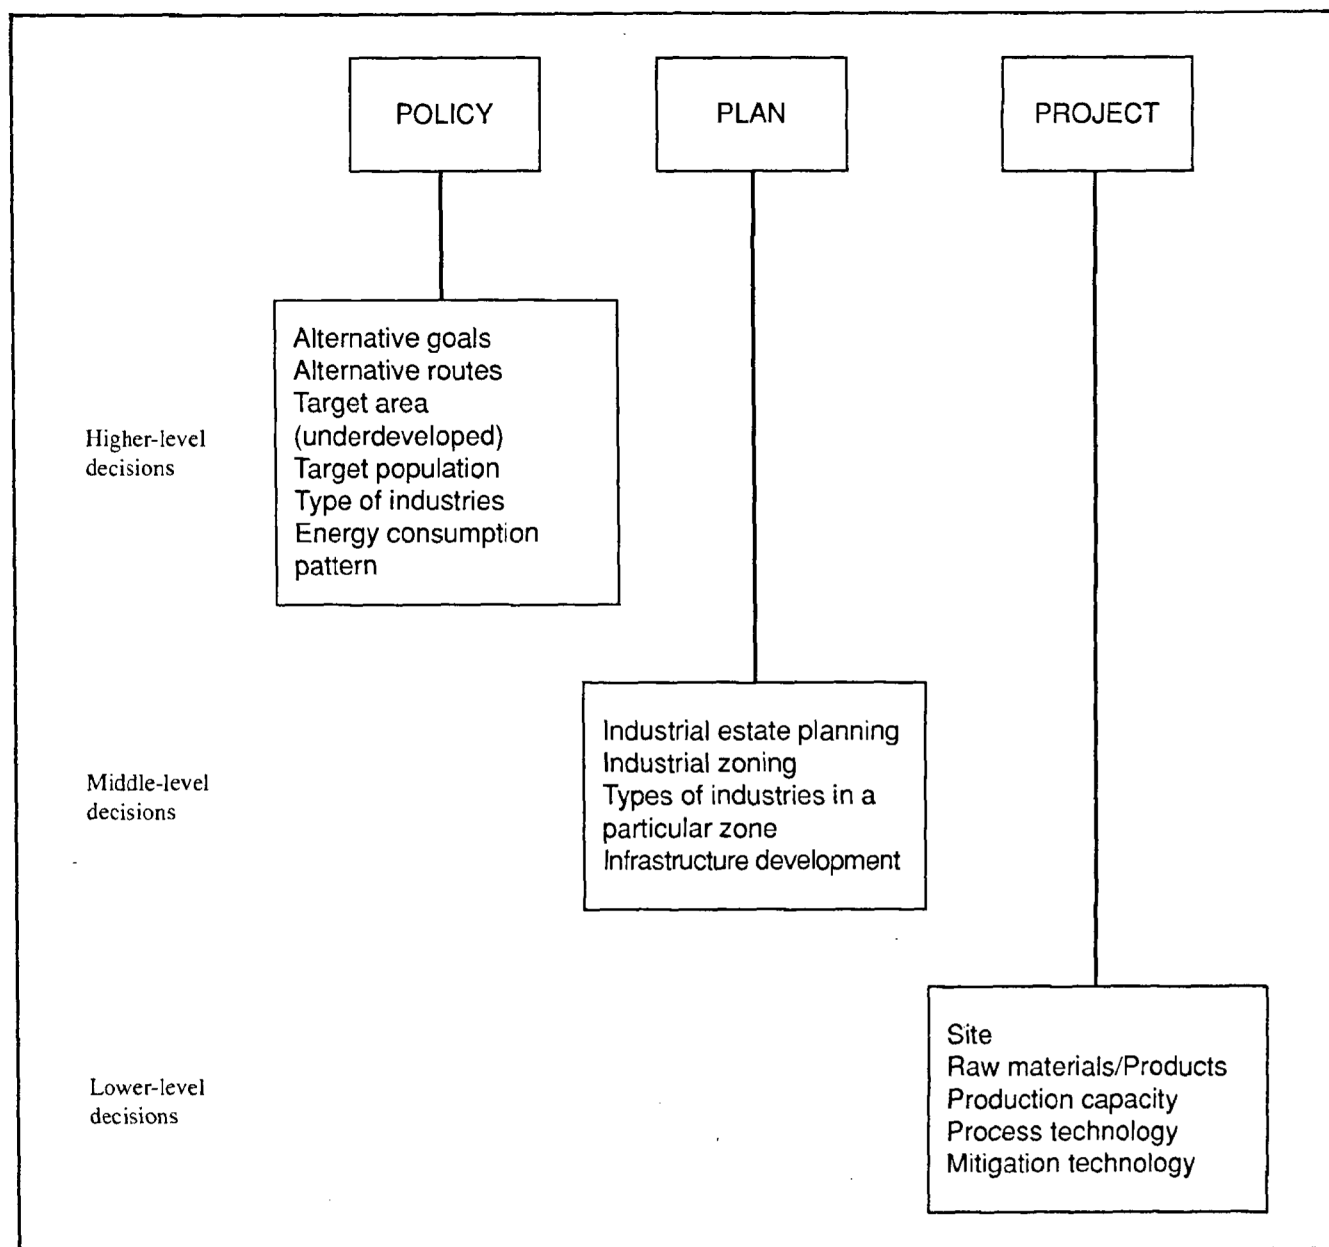 POLICY
PLAN
PROJECT
Higher-level
decisions
Alternative goals
Alternative routes
Target area
(underdeveloped)
Target population
Type of industries
Energy consumption
pattern
Middle-level
decisions
Industrial estate planning
Industrial zoning
Types of industries in a
particular zone
Infrastructure development
Lower-level
decisions
Site
Raw materials/Products
Production capacity
Process technology
Mitigation technology